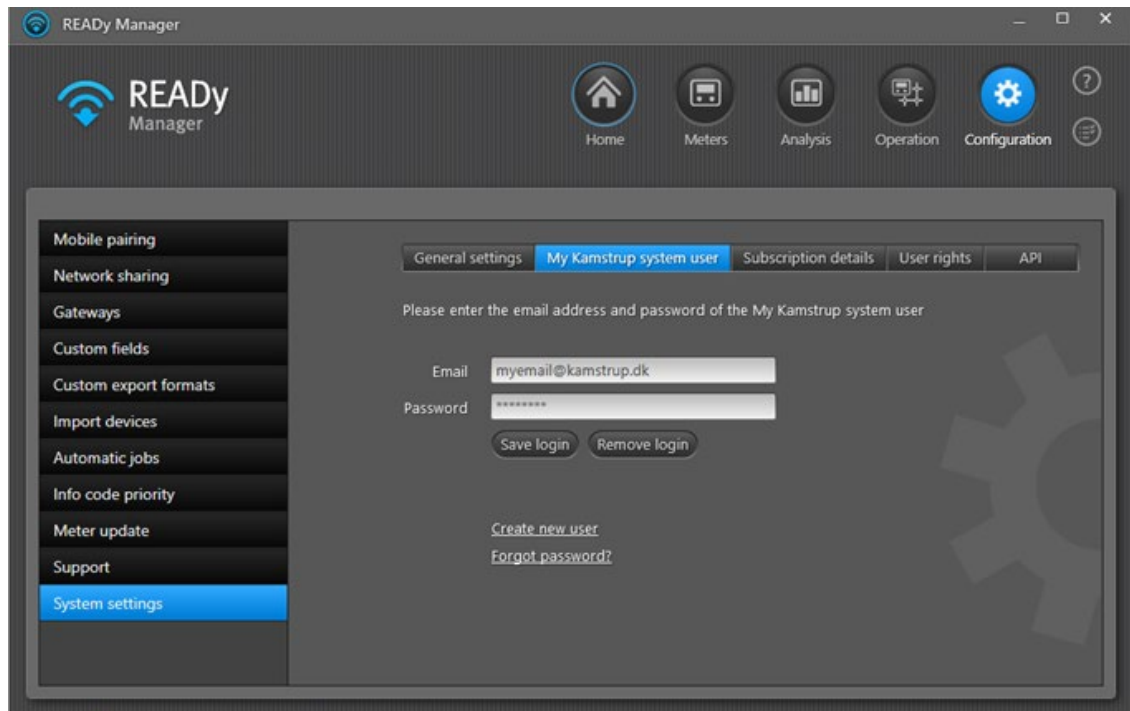 READy Manager
READy
Manager
Home Meters Analysis Operation Configuration
?
Mobile pairing
Network sharing
Gateways
Custom fields
Custom export formats
Import devices
Automatic jobs
Info code priority
Meter update
Support
System settings
General settings My Kamstrup system user Subscription details User rights API
Please enter the email address and password of the My Kamstrup system user
Email myemail@kamstrup.dk
Password ********
Save login Remove login
Create new user
Forgot password?